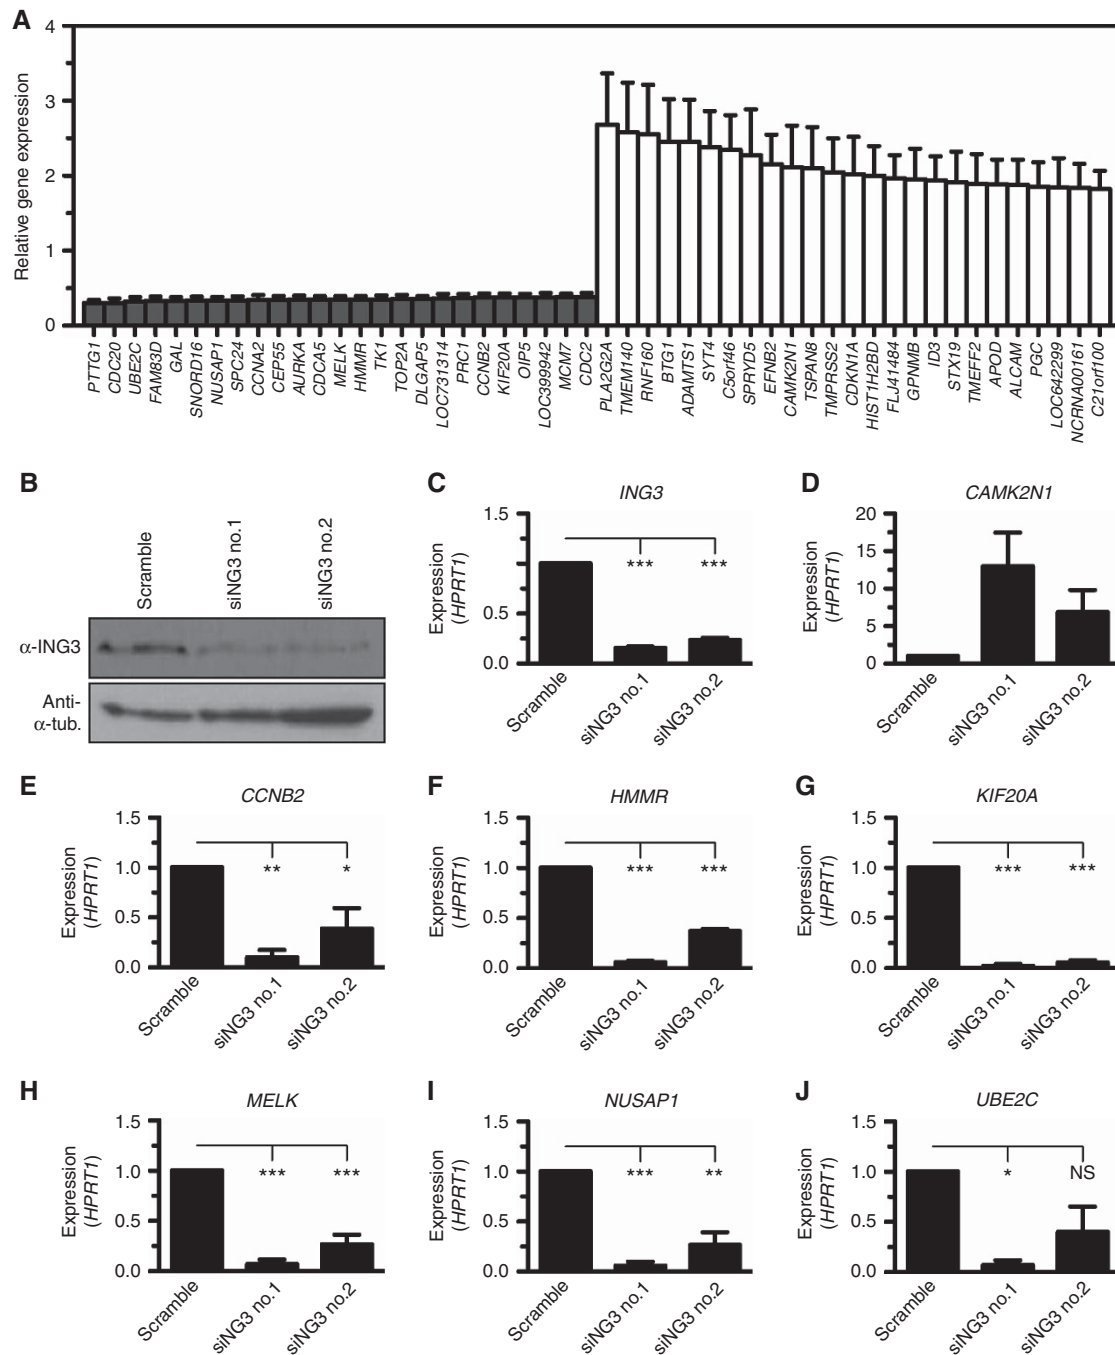 A
4
3
2
1
0
Relative gene expression
PTTG1
CDC20
UBE2C
FAM83D
GAL
SNORD16
NUSAP1
SPC24
CCNA2
CEP55
AURKA
CDCA5
MELK
HMMR
TK1
TOP2A
DLGAP5
LOC731314
PRC1
CCNB2
KIF20A
OIP5
LOC399942
MCM7
CDC2
PLA2G2A
TMEM140
RNF160
BTG1
ADAMTS1
SYT4
C5orf46
SPRYD5
EFNB2
CAMK2N1
TSPAN8
TMPRSS2
CDKN1A
HIST1H2BD
FLJ41484
GPNMB
ID3
STX19
TMEFF2
APOD
ALCAM
PGC
LOC642299
NCRNA00161
C21orf100
B
Scramble
siNG3 no.1
siNG3 no.2
α-ING3
Anti-
α-tub.
C
ING3
1.5
1.0
0.5
0.0
Expression
(HPRT1)
***
***
Scramble
siNG3 no.1
siNG3 no.2
D
CAMK2N1
20
15
10
5
0
Expression
(HPRT1)
Scramble
siNG3 no.1
siNG3 no.2
E
CCNB2
1.5
1.0
0.5
0.0
Expression
(HPRT1)
**
*
Scramble
siNG3 no.1
siNG3 no.2
F
HMMR
1.5
1.0
0.5
0.0
Expression
(HPRT1)
***
***
Scramble
siNG3 no.1
siNG3 no.2
G
KIF20A
1.5
1.0
0.5
0.0
Expression
(HPRT1)
***
***
Scramble
siNG3 no.1
siNG3 no.2
H
MELK
1.5
1.0
0.5
0.0
Expression
(HPRT1)
***
***
Scramble
siNG3 no.1
siNG3 no.2
I
NUSAP1
1.5
1.0
0.5
0.0
Expression
(HPRT1)
***
**
Scramble
siNG3 no.1
siNG3 no.2
J
UBE2C
1.5
1.0
0.5
0.0
Expression
(HPRT1)
*
NS
Scramble
siNG3 no.1
siNG3 no.2